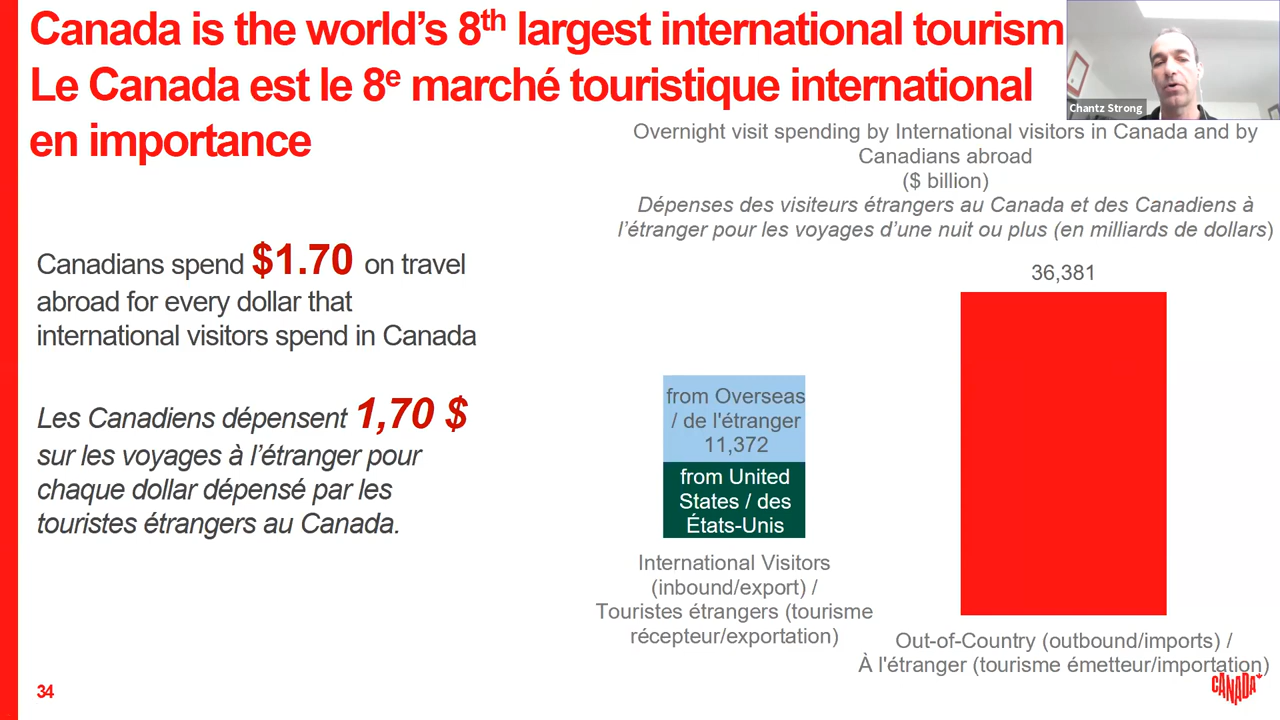 Canada is the world's 8th largest international tourism
Le Canada est le 8e marché touristique international
en importance
Chantz Strong
Overnight visit spending by International visitors in Canada and by
Canadians abroad
($ billion)
Dépenses des visiteurs étrangers au Canada et des Canadiens à
l'étranger pour les voyages d'une nuit ou plus (en milliards de dollars)
Canadians spend $1.70 on travel
abroad for every dollar that
international visitors spend in Canada
Les Canadiens dépensent 1,70 $
sur les voyages à l'étranger pour
chaque dollar dépensé par les
touristes étrangers au Canada.
36,381
from Overseas
/ de l'étranger
11,372
from United
States / des
États-Unis
International Visitors
(inbound/export) /
Touristes étrangers (tourisme
récepteur/exportation)
Out-of-Country (outbound/imports) /
À l'étranger (tourisme émetteur/importation)
34
CANADA